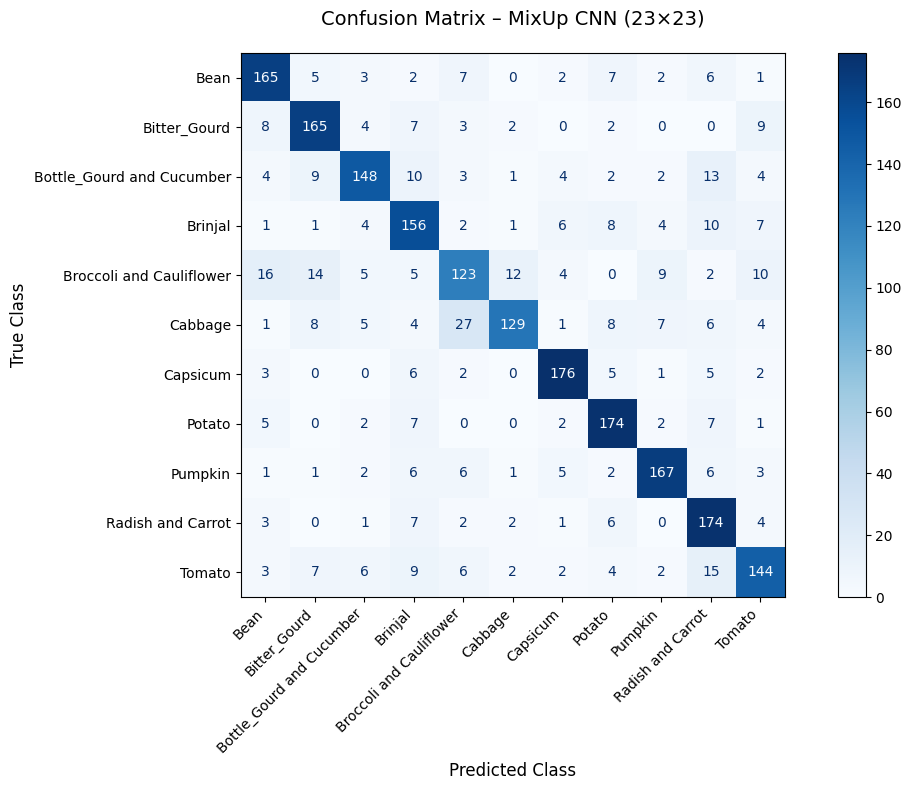 Confusion Matrix – MixUp CNN (23×23)
Bean 165 5 3 2 7 0 2 7 2 6 1
Bitter_Gourd 8 165 4 7 3 2 0 2 0 0 9
Bottle_Gourd and Cucumber 4 9 148 10 3 1 4 2 2 13 4
Brinjal 1 1 4 156 2 1 6 8 4 10 7
Broccoli and Cauliflower 16 14 5 5 123 12 4 0 9 2 10
Cabbage 1 8 5 4 27 129 1 8 7 6 4
Capsicum 3 0 0 6 2 0 176 5 1 5 2
Potato 5 0 2 7 0 0 2 174 2 7 1
Pumpkin 1 1 2 6 6 1 5 2 167 6 3
Radish and Carrot 3 0 1 7 2 2 1 6 0 174 4
Tomato 3 7 6 9 6 2 2 4 2 15 144
True Class
Bean
Bitter_Gourd
Bottle_Gourd and Cucumber
Brinjal
Broccoli and Cauliflower
Cabbage
Capsicum
Potato
Pumpkin
Radish and Carrot
Tomato
Predicted Class
160
140
120
100
80
60
40
20
0